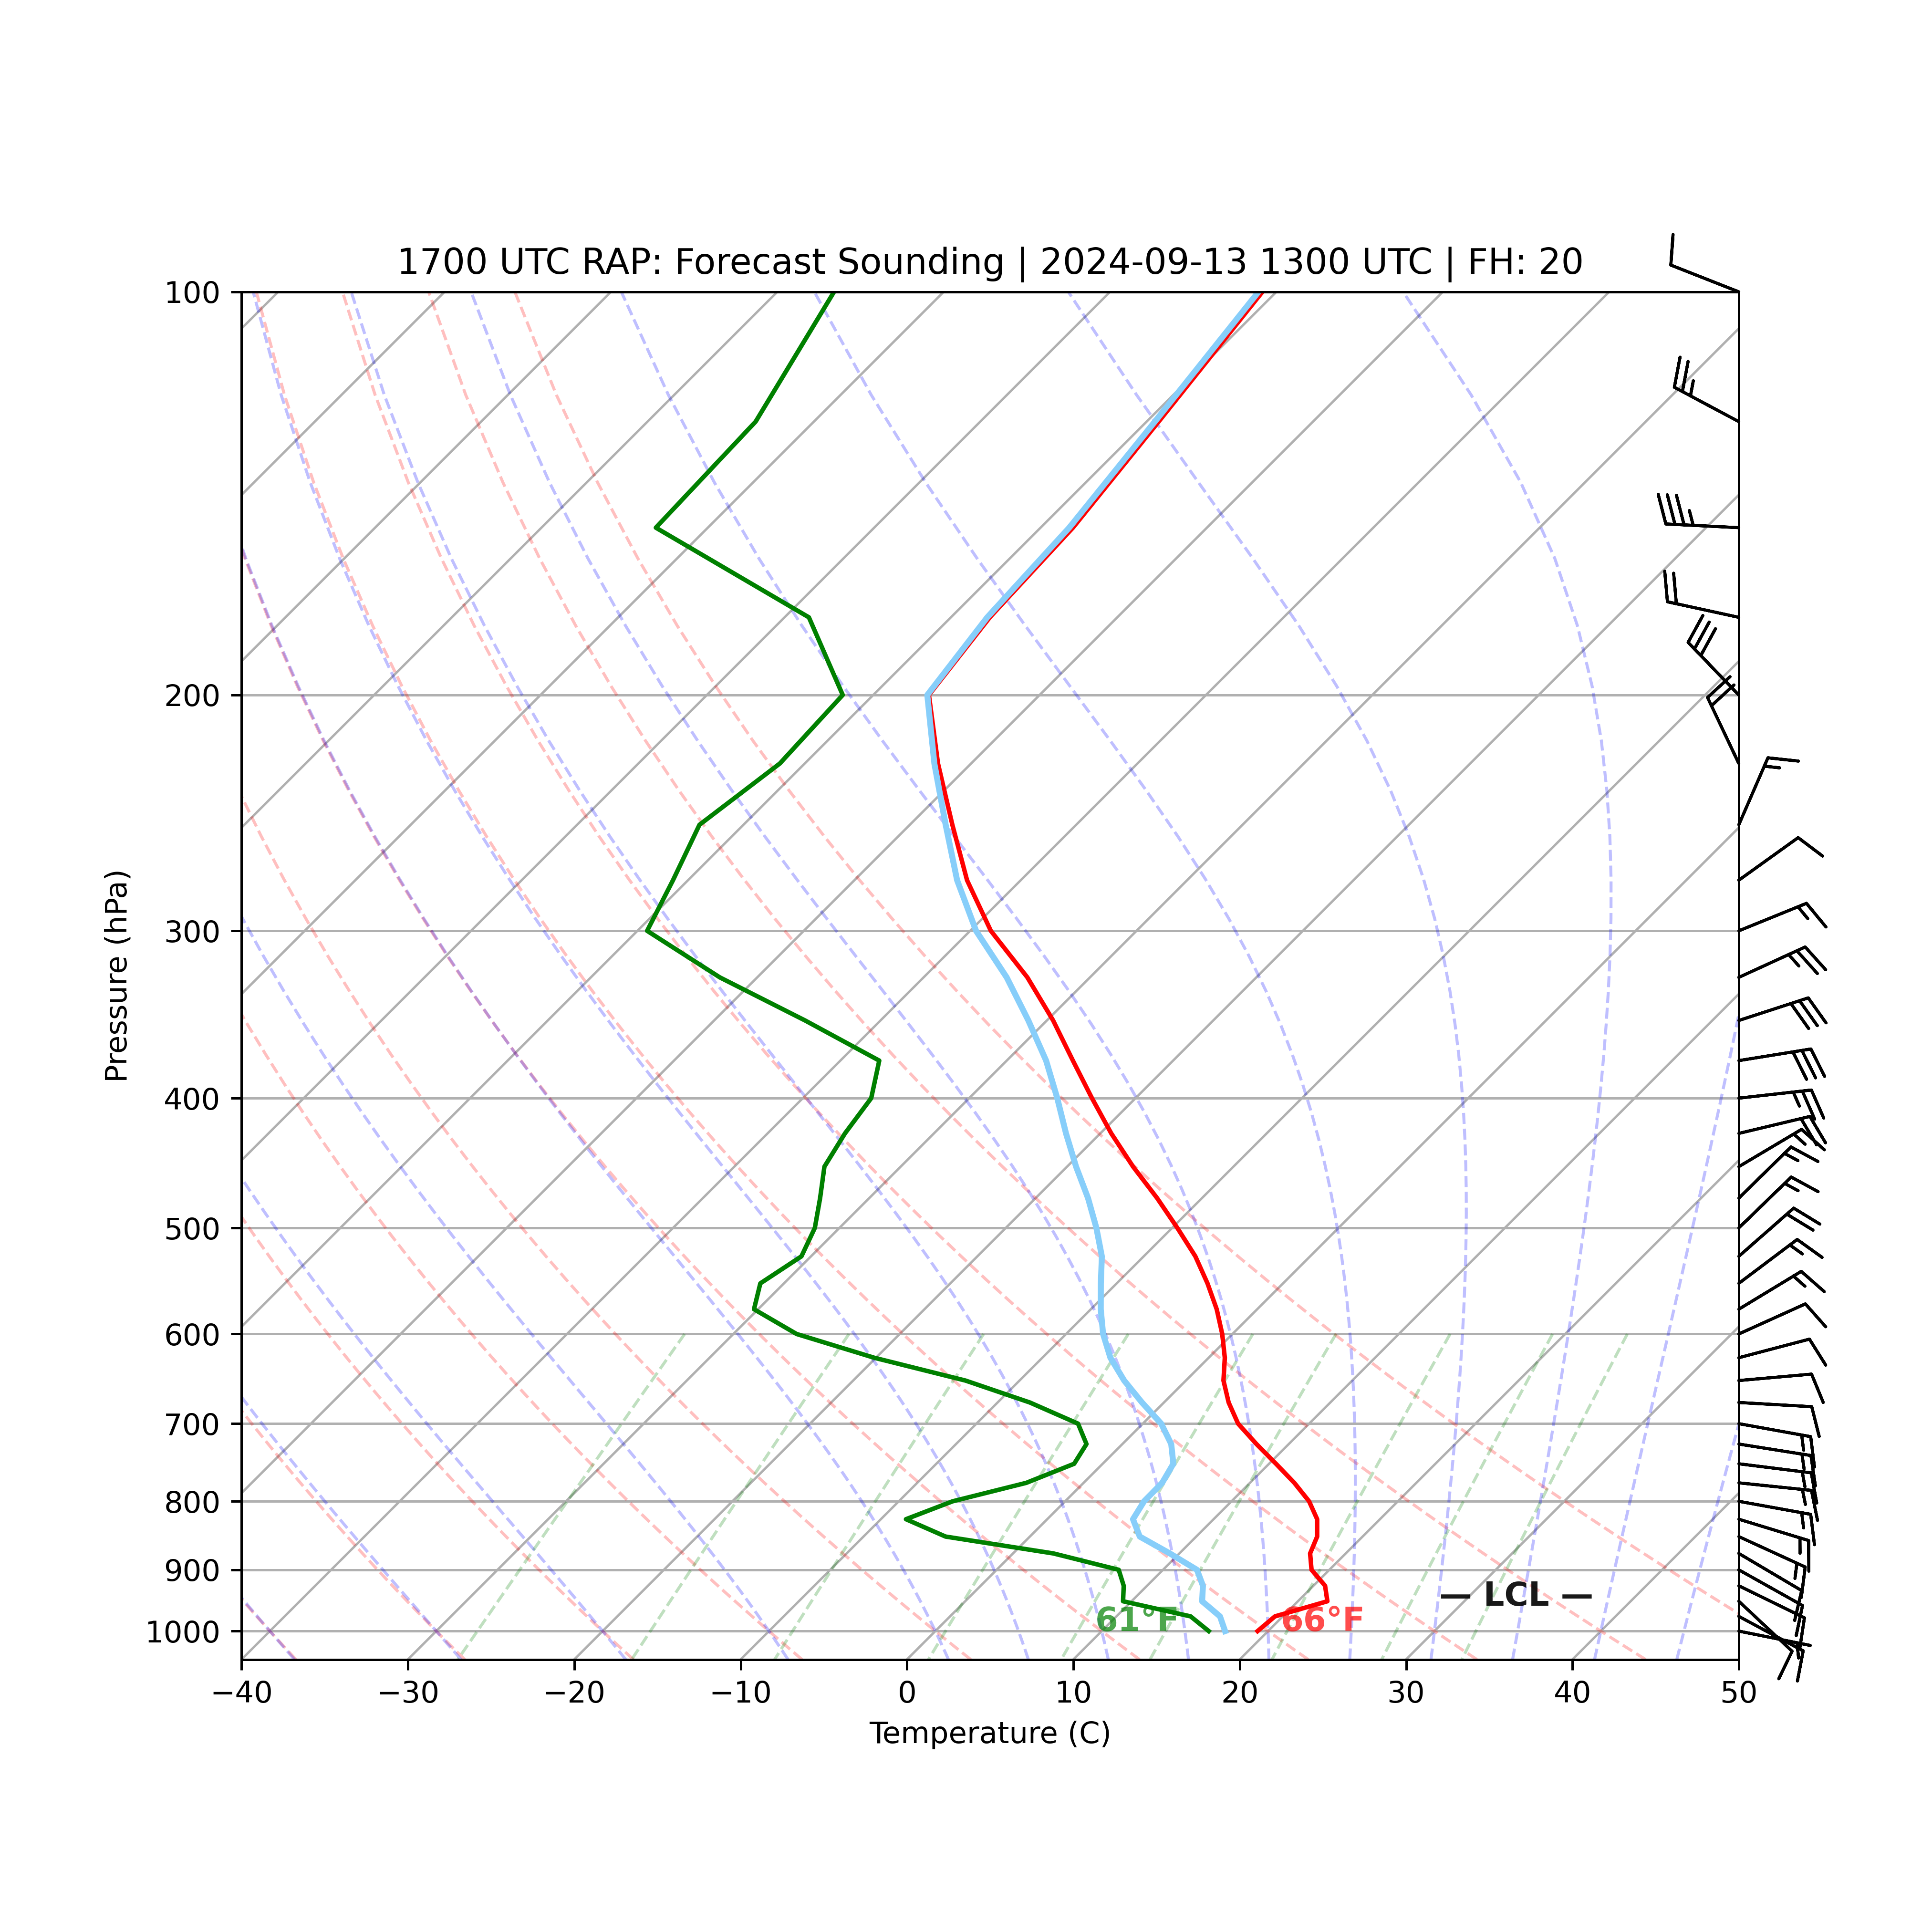 1700 UTC RAP: Forecast Sounding | 2024-09-13 1300 UTC | FH: 20
100
200
300
400
500
600
700
800
900
1000
Pressure (hPa)
— LCL —
61°F
66°F
−40 −30 −20 −10 0 10 20 30 40 50
Temperature (C)